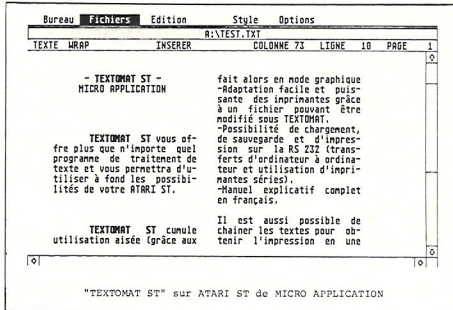 Bureau Fichiers Edition Style Options
A:\TEST.TXT
TEXTE WRAP INSERER COLONNE 73 LIGNE 10 PAGE 1
- TEXTOMAT ST -
MICRO APPLICATION
TEXTOMAT ST vous of-
fre plus que n'importe quel
programme de traitement de
texte et vous permettra d'u-
tiliser à fond les possibi-
lités de votre ATARI ST.
TEXTOMAT ST cumule
utilisation aisée (grâce aux
fait alors en mode graphique
-Adaptation facile et puis-
sante des imprimantes grâce
à un fichier pouvant être
modifié sous TEXTOMAT.
-Possibilité de chargement,
de sauvegarde et d'impres-
sion sur la RS 232 (trans-
ferts d'ordinateur à ordina-
teur et utilisation d'impri-
mantes séries).
-Manuel explicatif complet
en français.
Il est aussi possible de
chainer les textes pour ob-
tenir l'impression en une
"TEXTOMAT ST" sur ATARI ST de MICRO APPLICATION